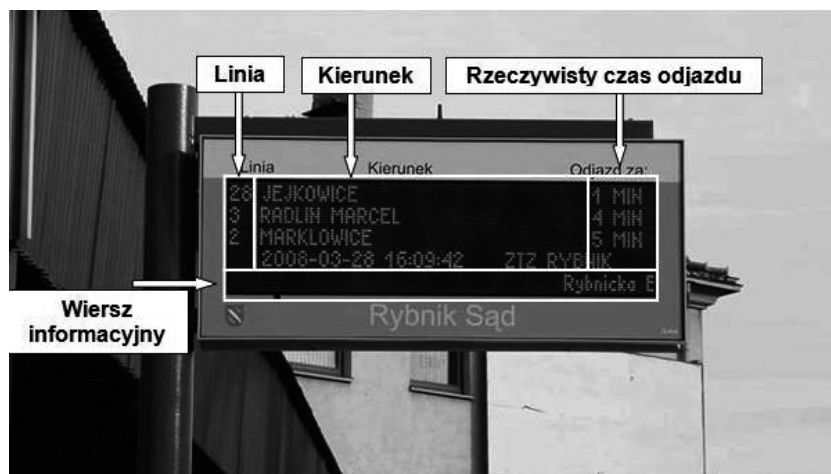 Linia Kierunek Rzeczywisty czas odjazdu
Linia Kierunek Odjazd za:
28 JEJKOWICE 1 MIN
3 RADLIN MARCEL 4 MIN
2 MARKLOWICE 5 MIN
2008-03-28 16:09:42 ZTZ RYBNIK
Rybnicka E
Wiersz
informacyjny
Rybnik Sąd